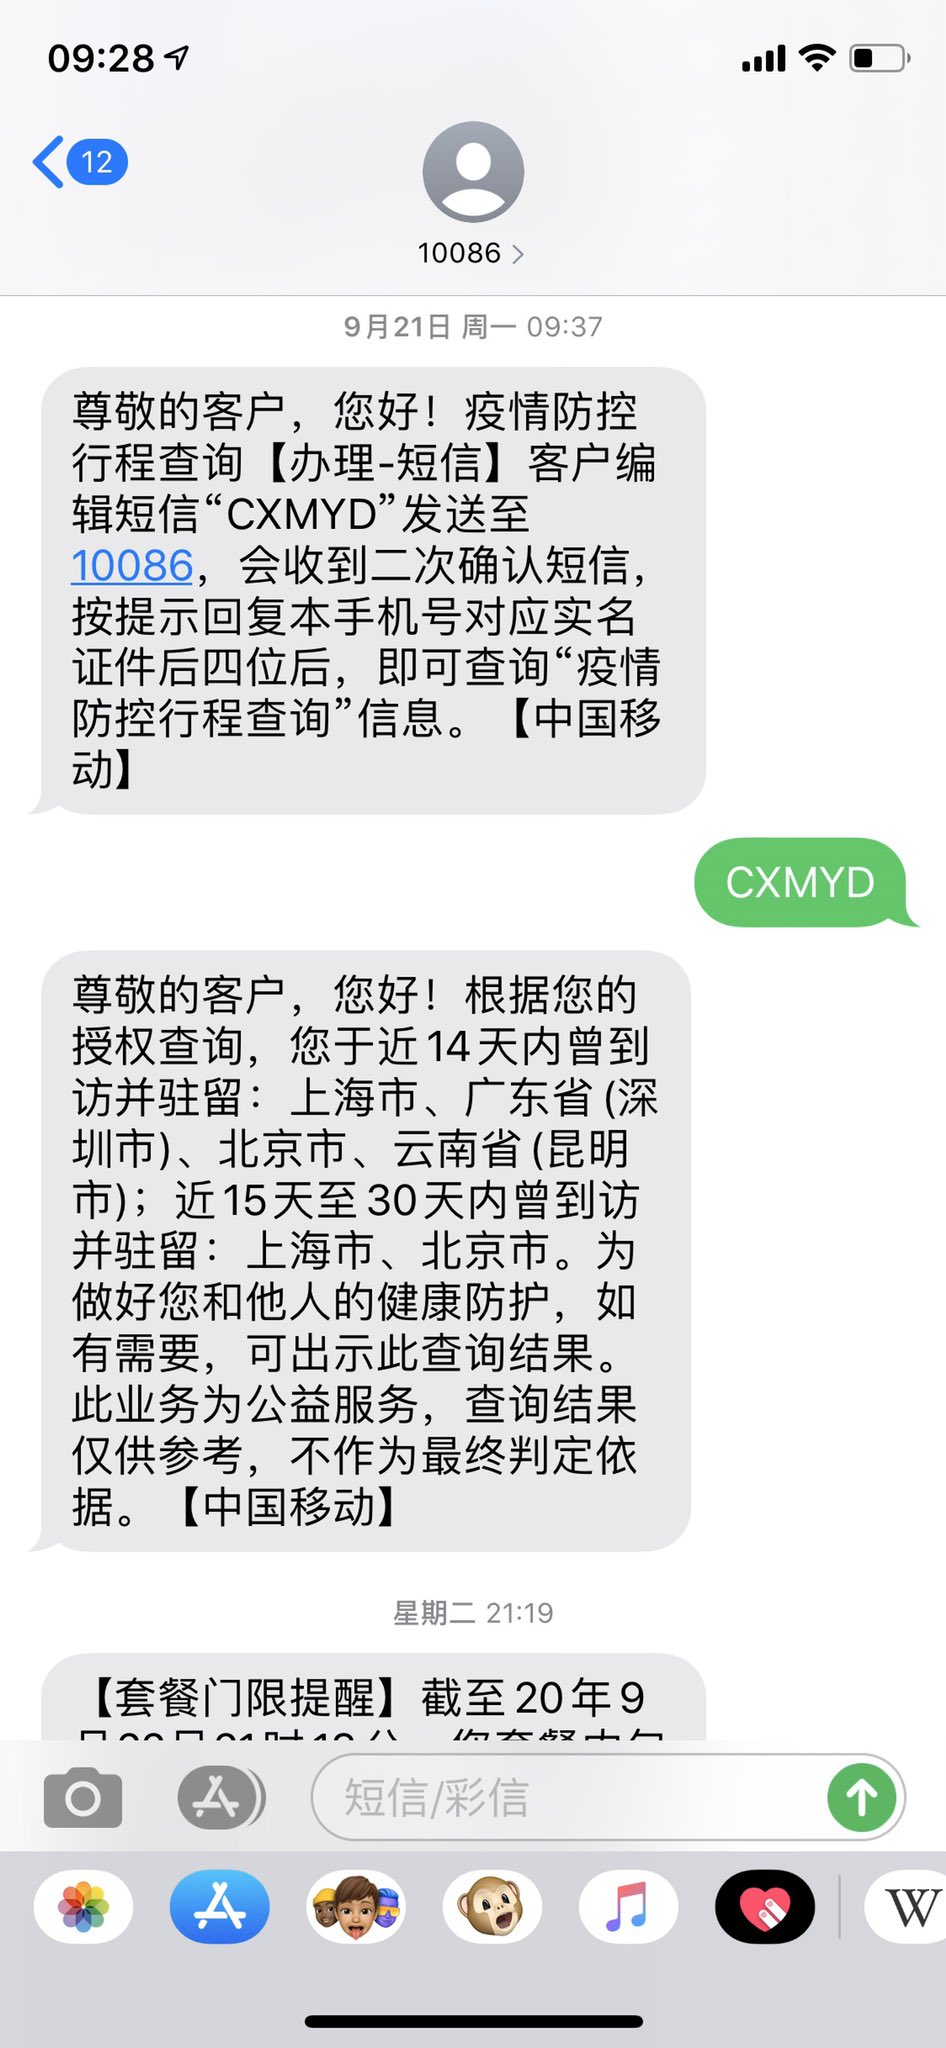 09:28
12
10086
9月21日 周一 09:37
尊敬的客户，您好！疫情防控
行程查询【办理-短信】客户编
辑短信“CXMYD”发送至
10086，会收到二次确认短信，
按提示回复本手机号对应实名
证件后四位后，即可查询“疫情
防控行程查询”信息。【中国移
动】
CXMYD
尊敬的客户，您好！根据您的
授权查询，您于近14天内曾到
访并驻留：上海市、广东省(深
圳市)、北京市、云南省(昆明
市)；近15天至30天内曾到访
并驻留：上海市、北京市。为
做好您和他人的健康防护，如
有需要，可出示此查询结果。
此业务为公益服务，查询结果
仅供参考，不作为最终判定依
据。【中国移动】
星期二 21:19
【套餐门限提醒】截至20年9
短信/彩信
W